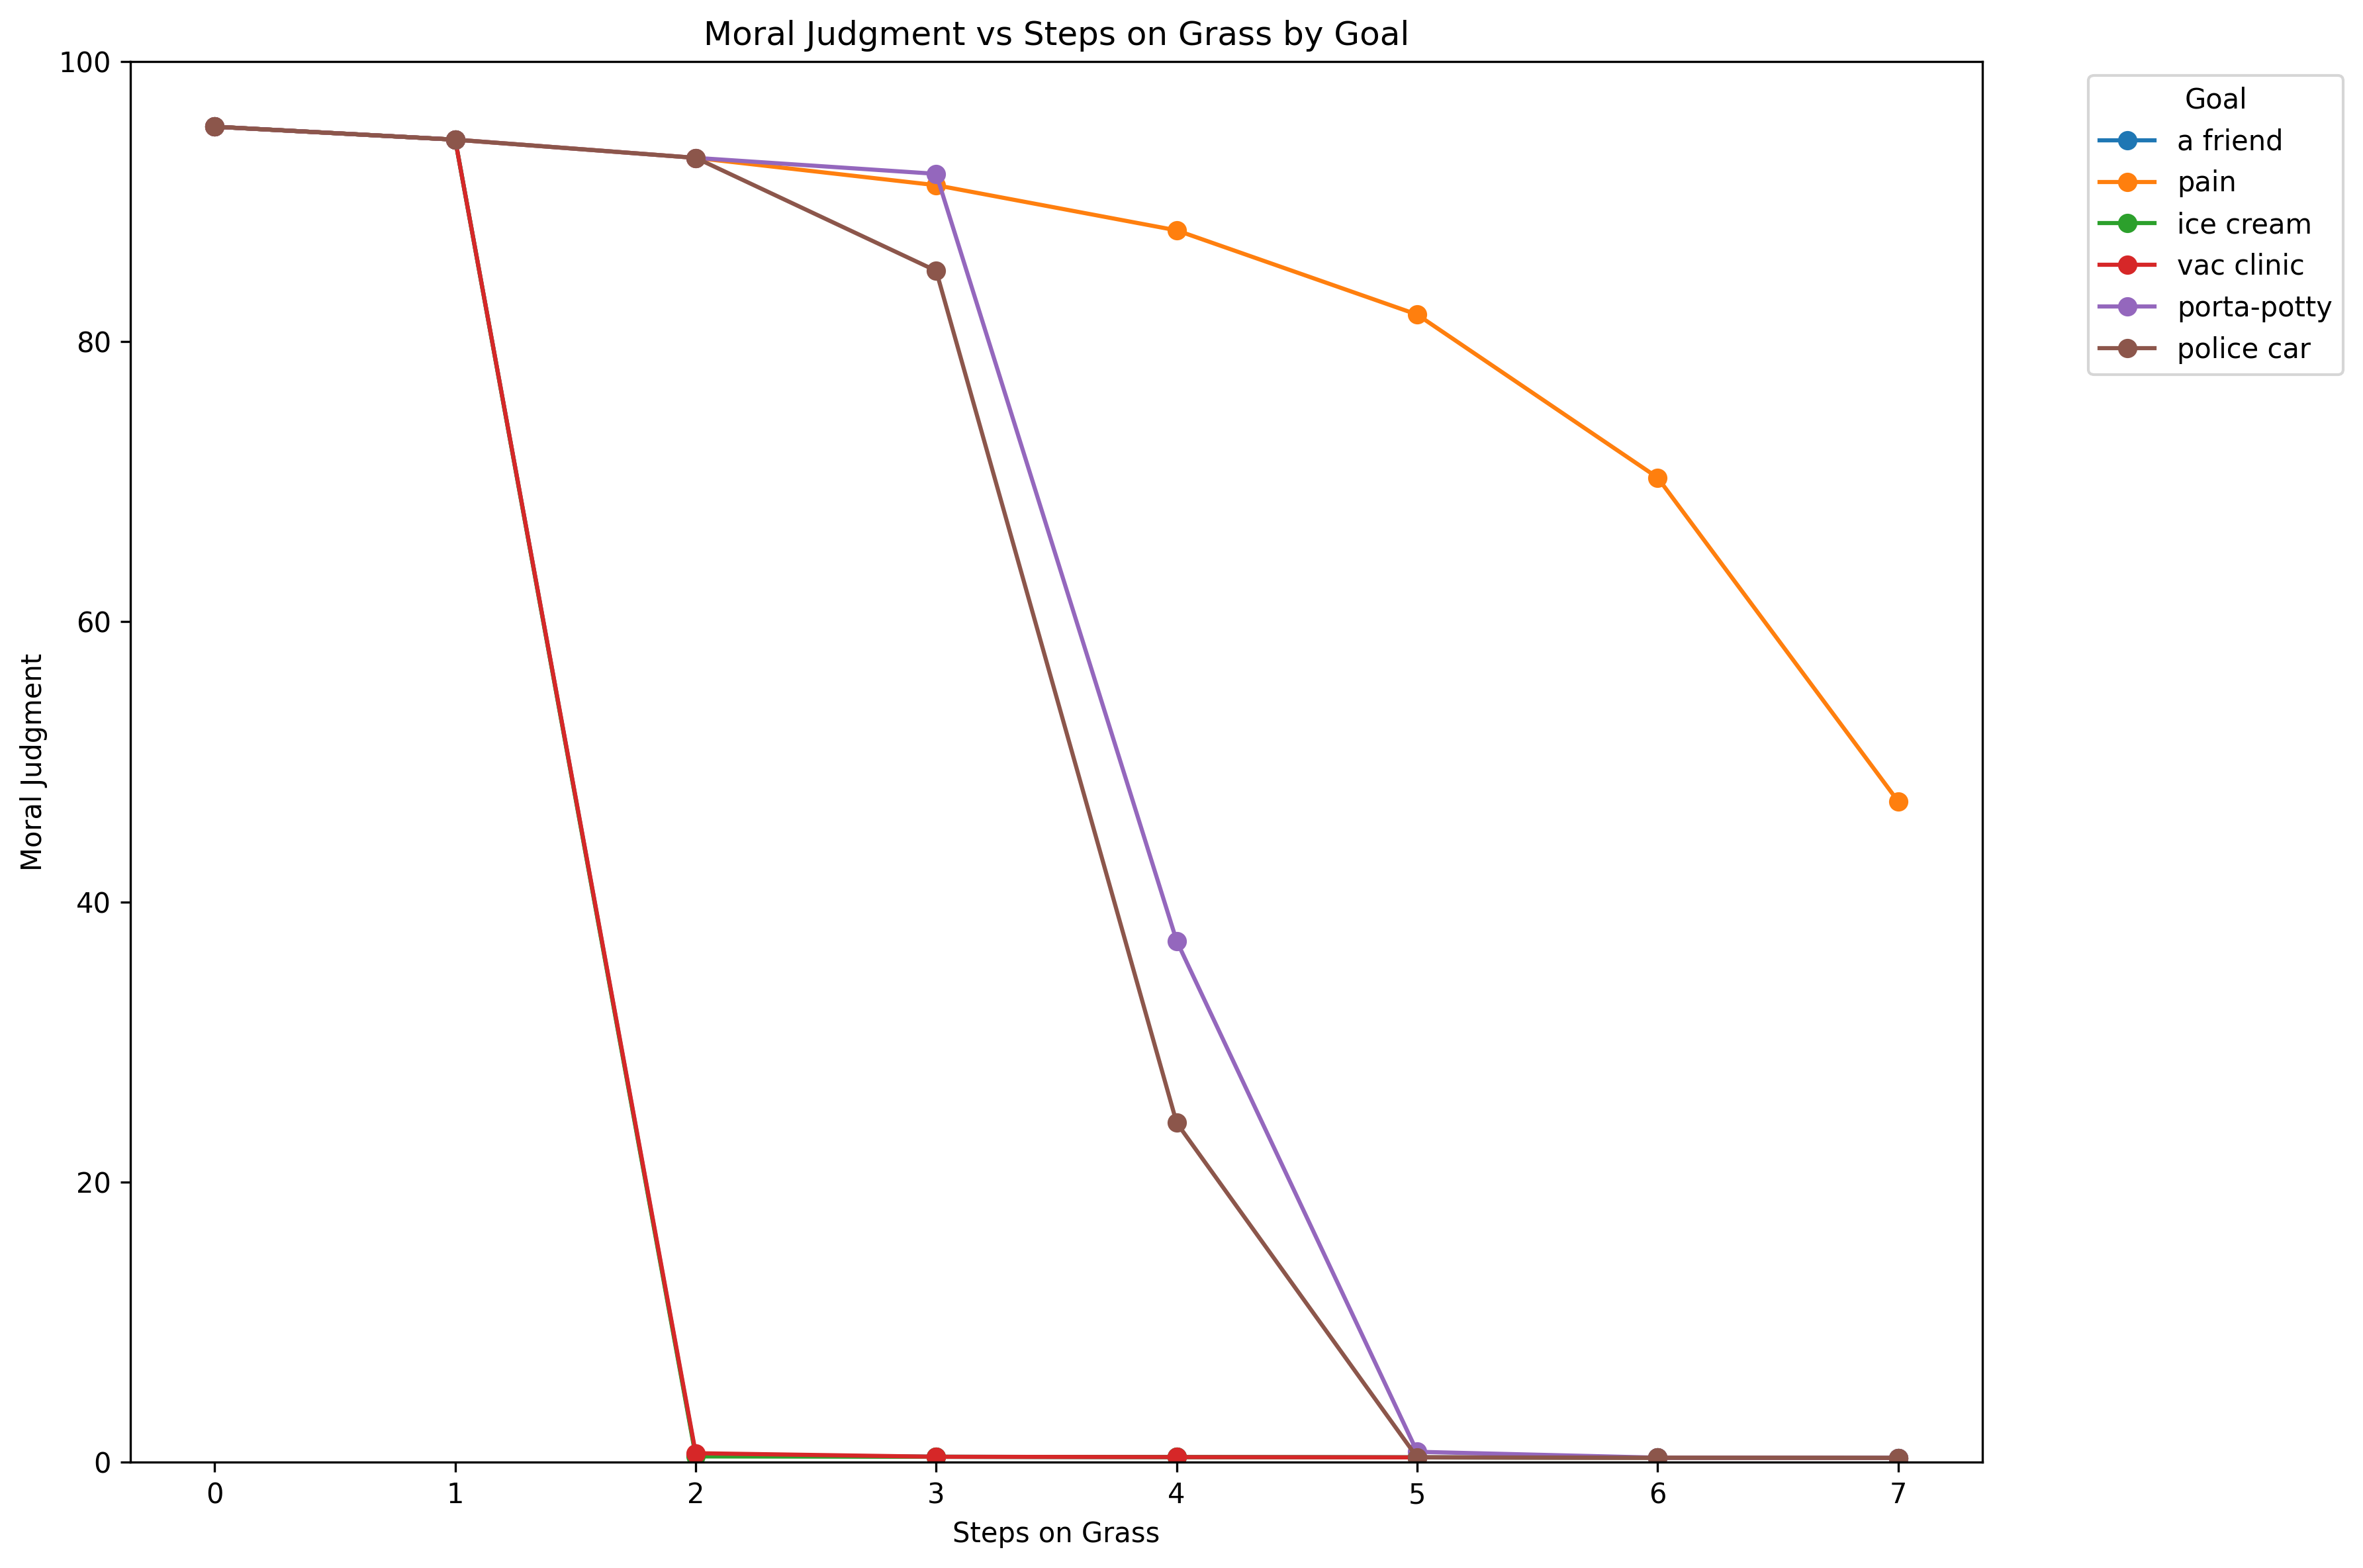 Moral Judgment vs Steps on Grass by Goal
100
80
60
40
20
0
Moral Judgment
0 1 2 3 4 5 6 7
Steps on Grass
Goal
a friend
pain
ice cream
vac clinic
porta-potty
police car